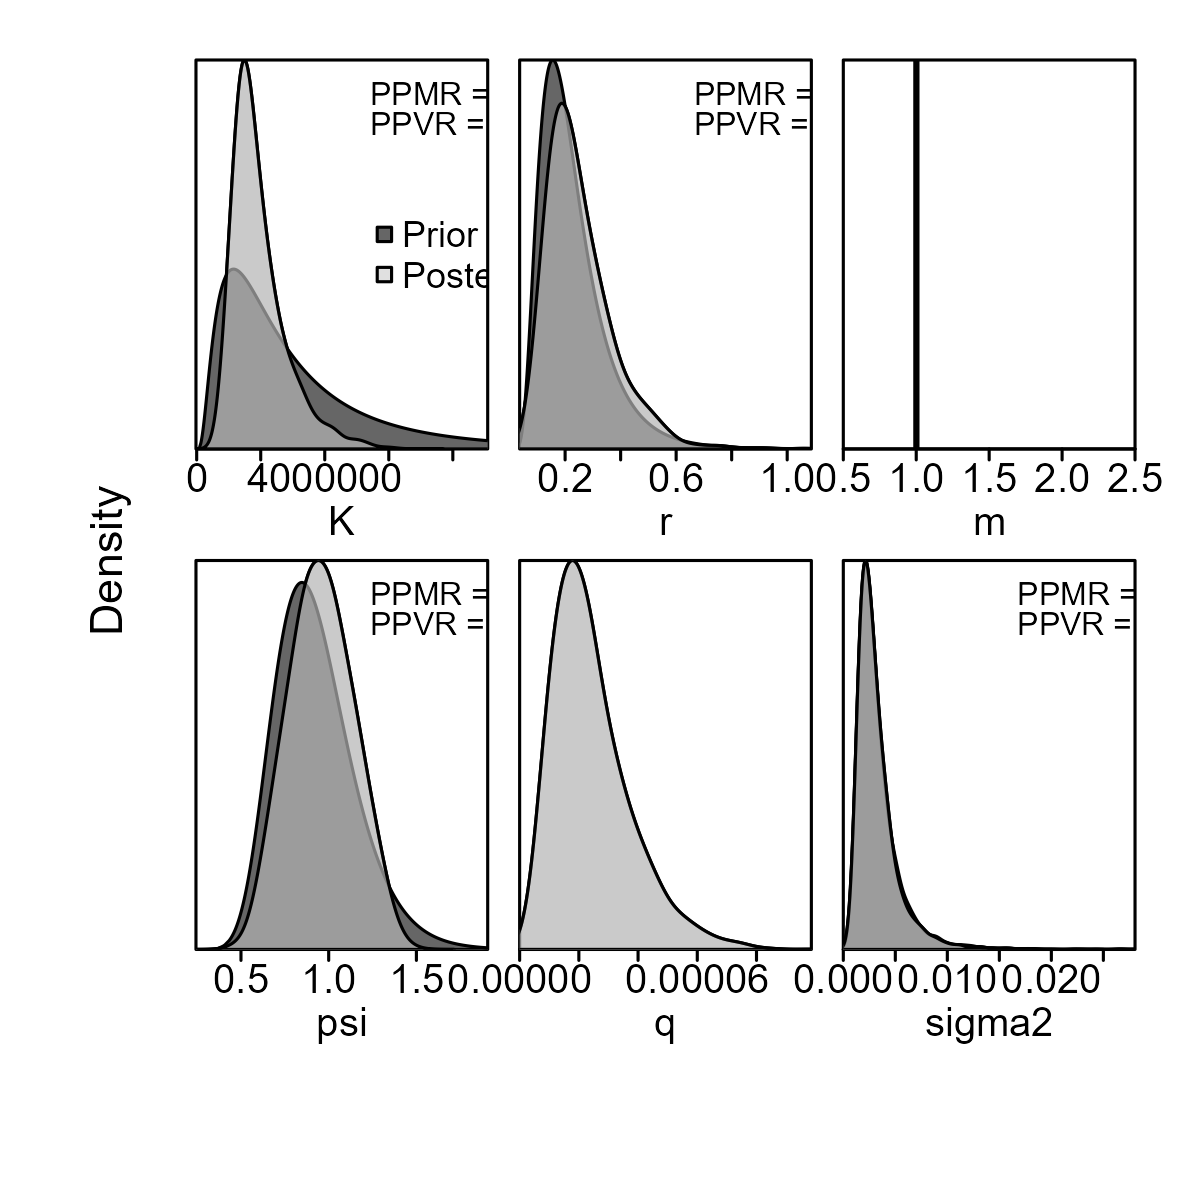 PPMR =
PPVR =
Prior
Poste
0 4000000
K
PPMR =
PPVR =
0.2 0.6 1.0
r
0.5 1.0 1.5 2.0 2.5
m
Density
PPMR =
PPVR =
0.5 1.0 1.5
psi
0.00000 0.00006
q
PPMR =
PPVR =
0.000 0.010 0.020
sigma2